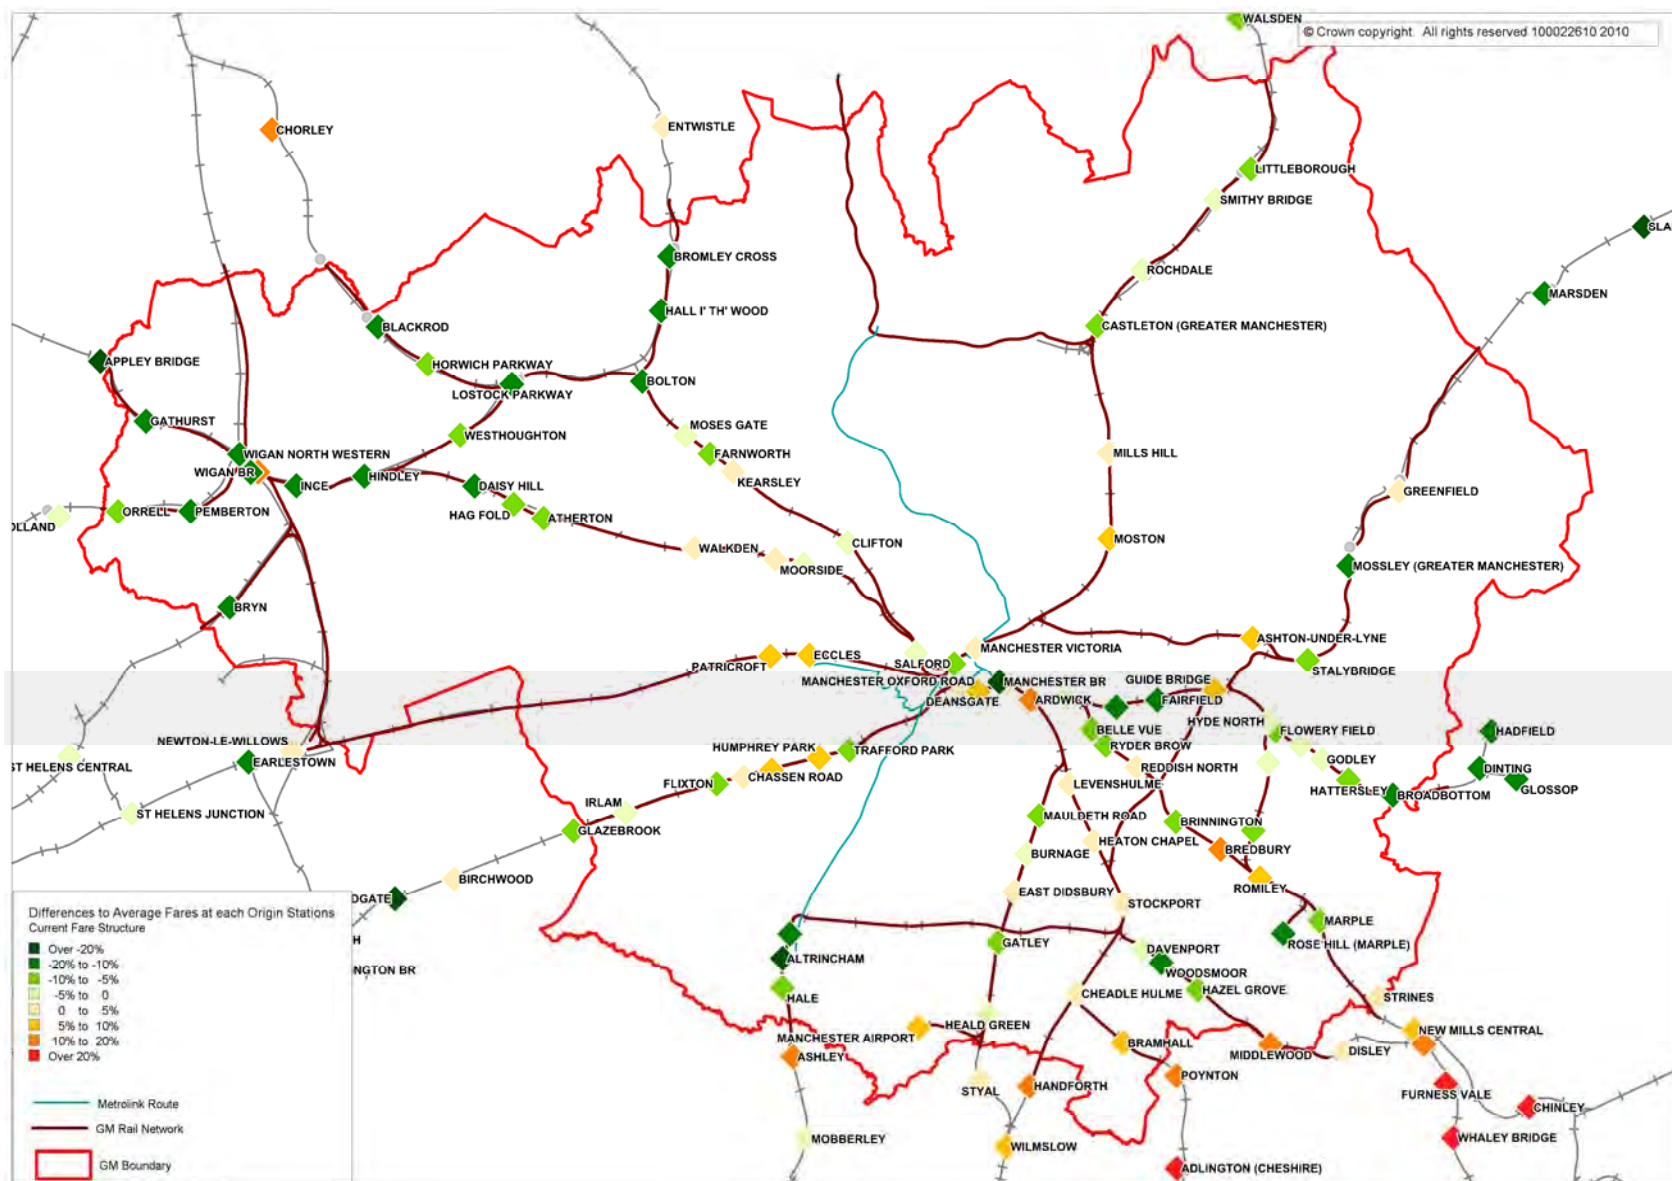 WALSDEN
© Crown copyright. All rights reserved 100022610 2010
CHORLEY
ENTWISTLE
LITTLEBOROUGH
SMITHY BRIDGE
SLA
BROMLEY CROSS
ROCHDALE
MARSDEN
HALL I' TH' WOOD
BLACKROD
CASTLETON (GREATER MANCHESTER)
APPLEY BRIDGE
HORWICH PARKWAY
BOLTON
LOSTOCK PARKWAY
GATHURST
MOSES GATE
WESTHOUGHTON
WIGAN NORTH WESTERN
FARNWORTH
MILLS HILL
WIGAN BR
HINDLEY
KEARSLEY
INCE
DAISY HILL
GREENFIELD
ORRELL
PEMBERTON
HAG FOLD
ATHERTON
OLLAND
CLIFTON
MOSTON
WALKDEN
MOORSIDE
MOSSLEY (GREATER MANCHESTER)
BRYN
ASHTON-UNDER-LYNE
ECCLES
MANCHESTER VICTORIA
PATRICROFT
SALFORD
STALYBRIDGE
MANCHESTER OXFORD ROAD
MANCHESTER BR
GUIDE BRIDGE
DEANSGATE
ARDWICK
FAIRFIELD
HYDE NORTH
BELLE VUE
FLOWERY FIELD
HADFIELD
NEWTON-LE-WILLOWS
HUMPHREY PARK
TRAFFORD PARK
RYDER BROW
EARLESTOWN
GODLEY
ST HELENS CENTRAL
REDDISH NORTH
DINTING
CHASSEN ROAD
FLIXTON
LEVENSHULME
HATTERSLEY
GLOSSOP
BROADBOTTOM
IRLAM
ST HELENS JUNCTION
MAULDETH ROAD
BRINNINGTON
GLAZEBROOK
HEATON CHAPEL
BREDBURY
BURNAGE
BIRCHWOOD
ROMILEY
EAST DIDSBURY
DGATE
STOCKPORT
MARPLE
Differences to Average Fares at each Origin Stations
Current Fare Structure
Over -20%
-20% to -10%
-10% to -5%
-5% to 0
0 to 5%
5% to 10%
10% to 20%
Over 20%
Metrolink Route
GM Rail Network
GM Boundary
H
NGTON BR
GATLEY
DAVENPORT
ROSE HILL (MARPLE)
ALTRINCHAM
WOODSMOOR
HALE
CHEADLE HULME
HAZEL GROVE
STRINES
HEALD GREEN
MANCHESTER AIRPORT
NEW MILLS CENTRAL
BRAMHALL
ASHLEY
MIDDLEWOOD
DISLEY
POYNTON
STYAL
HANDFORTH
FURNESS VALE
CHINLEY
MOBBERLEY
WHALEY BRIDGE
WILMSLOW
ADLINGTON (CHESHIRE)